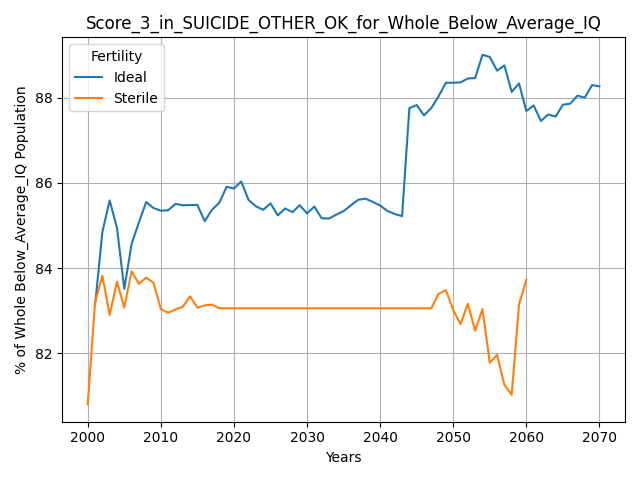 Score_3_in_SUICIDE_OTHER_OK_for_Whole_Below_Average_IQ
Fertility
Ideal
Sterile
% of Whole Below_Average_IQ Population
88
86
84
82
2000 2010 2020 2030 2040 2050 2060 2070
Years